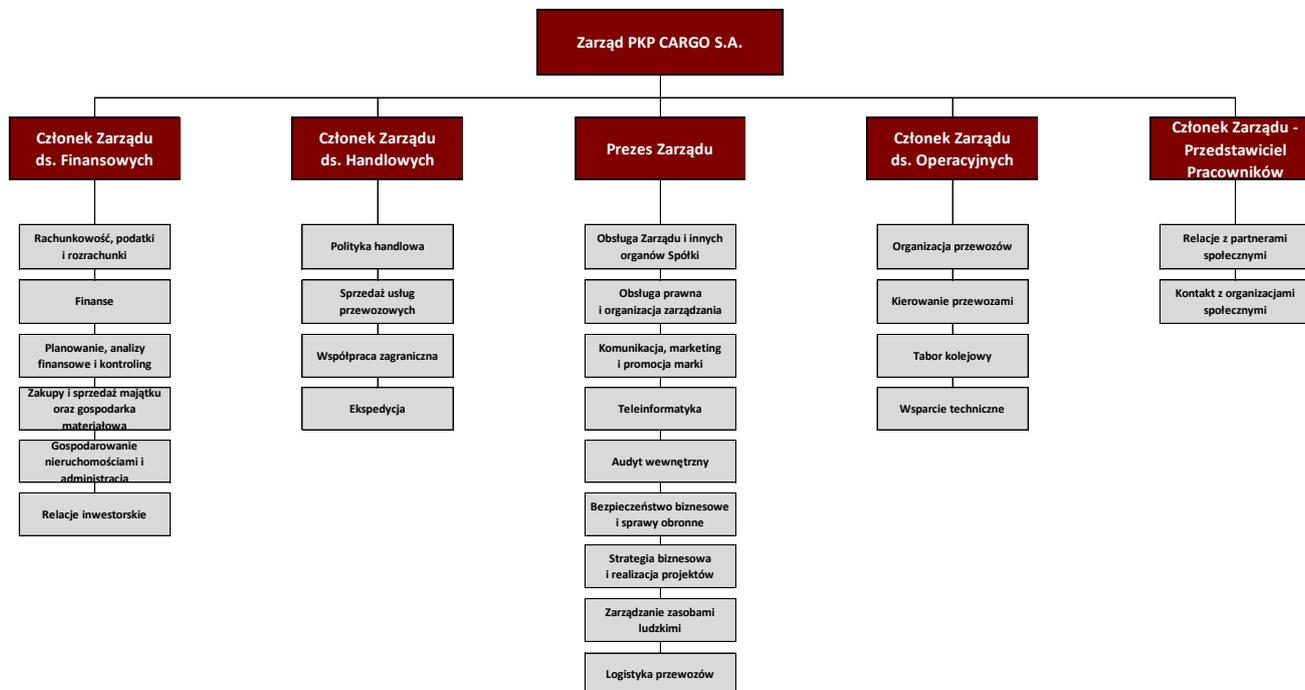 Zarząd PKP CARGO S.A.
Członek Zarządu
ds. Finansowych
Rachunkowość, podatki
i rozrachunki
Finanse
Planowanie, analizy
finansowe i kontroling
Zakupy i sprzedaż majątku
oraz gospodarka
materiałowa
Gospodarowanie
nieruchomościami i
administracja
Relacje inwestorskie
Członek Zarządu
ds. Handlowych
Polityka handlowa
Sprzedaż usług
przewozowych
Współpraca zagraniczna
Ekspedycja
Prezes Zarządu
Obsługa Zarządu i innych
organów Spółki
Obsługa prawna
i organizacja zarządzania
Komunikacja, marketing
i promocja marki
Teleinformatyka
Audyt wewnętrzny
Bezpieczeństwo biznesowe
i sprawy obronne
Strategia biznesowa
i realizacja projektów
Zarządzanie zasobami
ludzkimi
Logistyka przewozów
Członek Zarządu
ds. Operacyjnych
Organizacja przewozów
Kierowanie przewozami
Tabor kolejowy
Wsparcie techniczne
Członek Zarządu -
Przedstawiciel
Pracowników
Relacje z partnerami
społecznymi
Kontakt z organizacjami
społecznymi